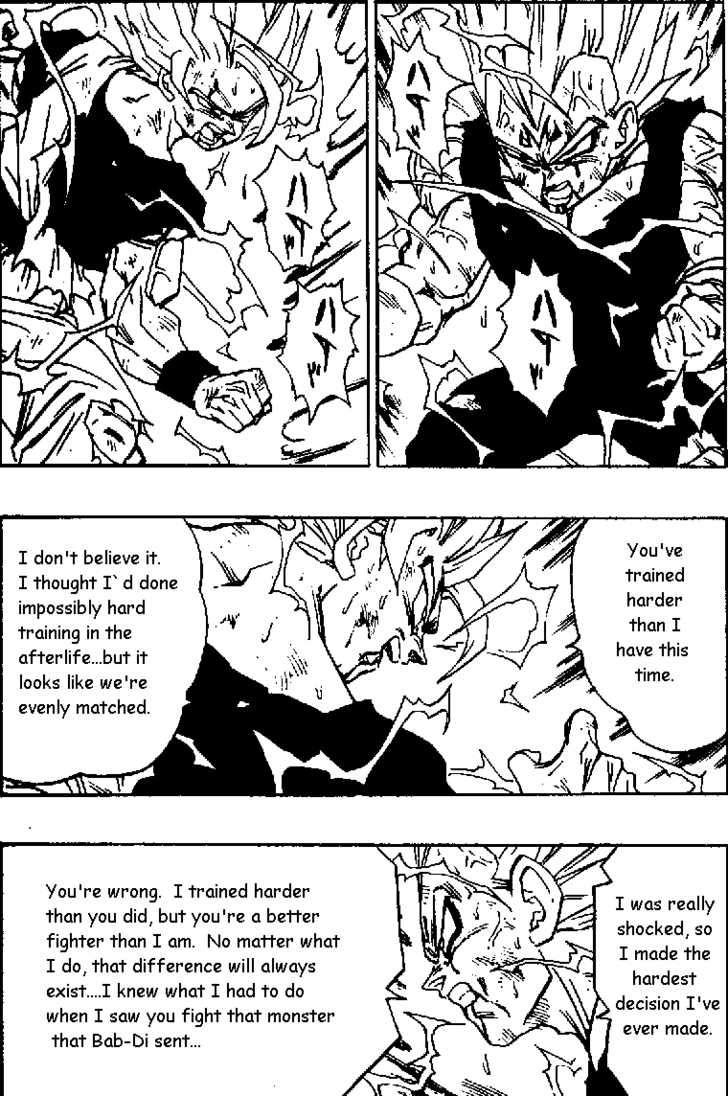 I don't believe it.
I thought I`d done
impossibly hard
training in the
afterlife...but it
looks like we're
evenly matched.
You've
trained
harder
than I
have this
time.
You're wrong. I trained harder
than you did, but you're a better
fighter than I am. No matter what
I do, that difference will always
exist....I knew what I had to do
when I saw you fight that monster
that Bab-Di sent...
I was really
shocked, so
I made the
hardest
decision I've
ever made.